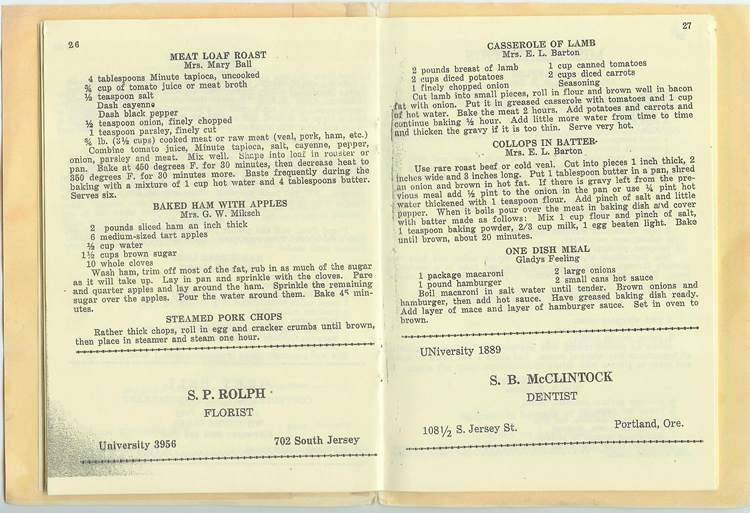 26
MEAT LOAF ROAST
Mrs. Mary Ball
4 tablespoons Minute tapioca, uncooked
¾ cup of tomato juice or meat broth
½ teaspoon salt
Dash cayenne
Dash black pepper
½ teaspoon onion, finely chopped
1 teaspoon parsley, finely cut
¾ lb. (3½ cups) cooked meat or raw meat (veal, pork, ham, etc.)
Combine tomato juice, Minute tapioca, salt, cayenne, pepper,
onion, parsley and meat. Mix well. Shape into loaf in roaster or
pan. Bake at 450 degrees F. for 30 minutes, then decrease heat to
350 degrees F. for 30 minutes more. Baste frequently during the
baking with a mixture of 1 cup hot water and 4 tablespoons butter.
Serves six.
BAKED HAM WITH APPLES
Mrs. G. W. Miksch
2 pounds sliced ham an inch thick
6 medium-sized tart apples
½ cup water
1½ cups brown sugar
10 whole cloves
Wash ham, trim off most of the fat, rub in as much of the sugar
as it will take up. Lay in pan and sprinkle with the cloves. Pare
and quarter apples and lay around the ham. Sprinkle the remaining
sugar over the apples. Pour the water around them. Bake 45 min-
utes.
STEAMED PORK CHOPS
Rather thick chops, roll in egg and cracker crumbs until brown,
then place in steamer and steam one hour.
S. P. ROLPH
FLORIST
University 3956 702 South Jersey
27
CASSEROLE OF LAMB
Mrs. E. L. Barton
2 pounds breast of lamb 1 cup canned tomatoes
2 cups diced potatoes 2 cups diced carrots
1 finely chopped onion Seasoning
Cut lamb into small pieces, roll in flour and brown well in bacon
fat with onion. Put it in greased casserole with tomatoes and 1 cup
of hot water. Bake the meat 2 hours. Add potatoes and carrots and
continue baking ½ hour. Add little more water from time to time
and thicken the gravy if it is too thin. Serve very hot.
COLLOPS IN BATTER
Mrs. E. L. Barton
Use rare roast beef or cold veal. Cut into pieces 1 inch thick, 2
inches wide and 3 inches long. Put 1 tablespoon butter in a pan, shred
an onion and brown in hot fat. If there is gravy left from the pre-
vious meal add ½ pint to the onion in the pan or use ¼ pint hot
water thickened with 1 teaspoon flour. Add pinch of salt and little
pepper. When it boils pour over the meat in baking dish and cover
with batter made as follows: Mix 1 cup flour and pinch of salt,
1 teaspoon baking powder, 2/3 cup milk, 1 egg beaten light. Bake
until brown, about 20 minutes.
ONE DISH MEAL
Gladys Feeling
1 package macaroni 2 large onions
1 pound hamburger 2 small cans hot sauce
Boil macaroni in salt water until tender. Brown onions and
hamburger, then add hot sauce. Have greased baking dish ready.
Add layer of mace and layer of hamburger sauce. Set in oven to
brown.
UNiversity 1889
S. B. McCLINTOCK
DENTIST
108½ S. Jersey St. Portland, Ore.